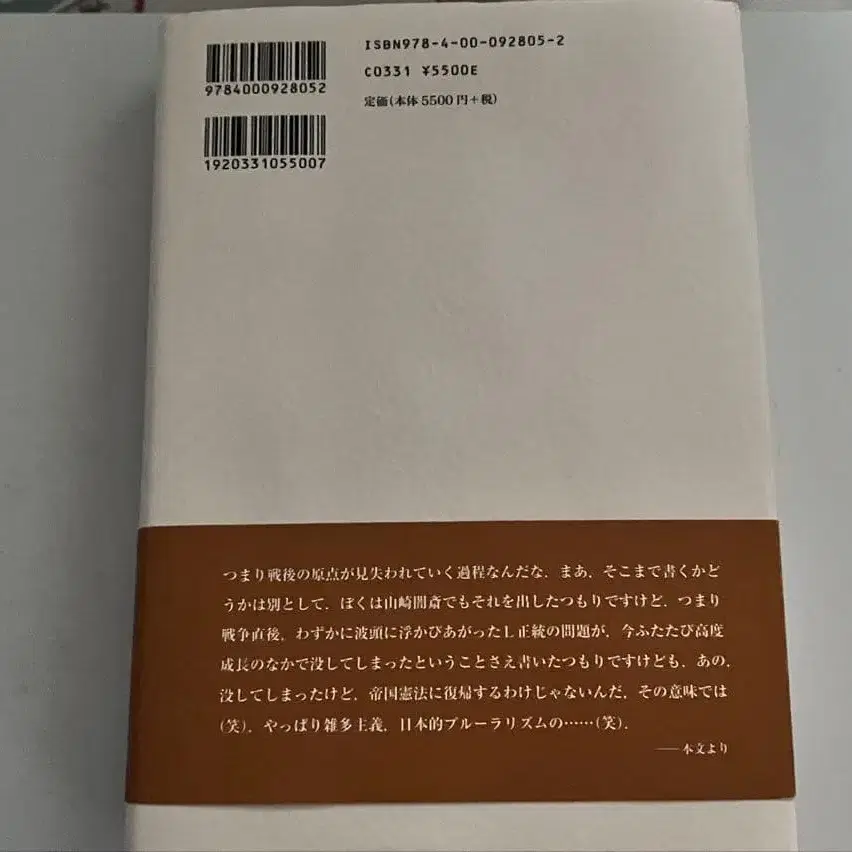 ISBN978-4-00-092805-2
9784000928052
C0331 ¥5500E
定価(本体 5500 円+税)
1920331055007
つまり戦後の原点が見失われていく過程なんだな．まあ，そこまで書くかど
うかは別として，ぼくは山崎闇斎でもそれを出したつもりですけど，つまり
戦争直後，わずかに波頭に浮かびあがったL正統の問題が，今ふたたび高度
成長のなかで没してしまったということさえ書いたつもりですけども，あの，
没してしまったけど，帝国憲法に復帰するわけじゃないんだ，その意味では
(笑)．やっぱり雑多主義，日本的プルーラリズムの……(笑)．
――本文より